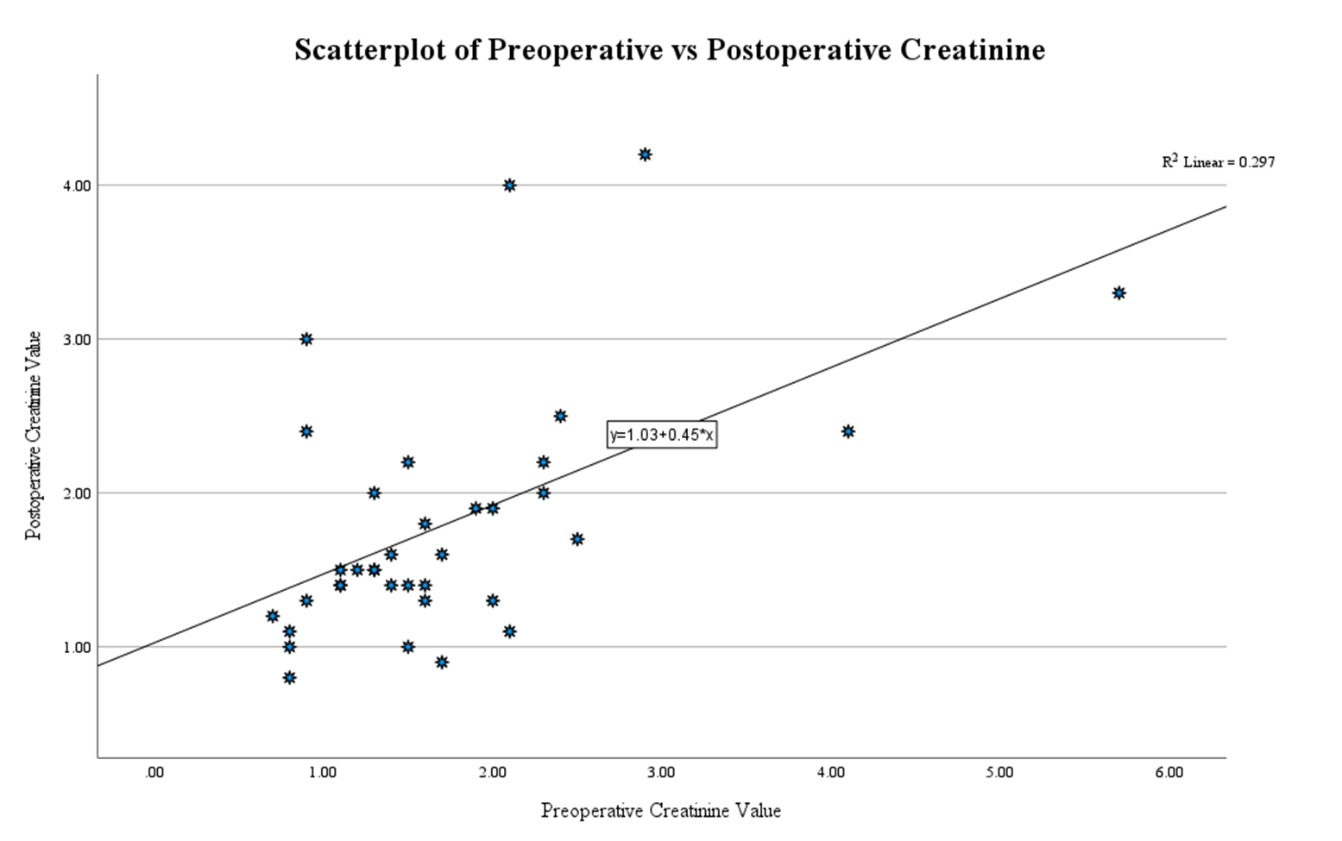 Scatterplot of Preoperative vs Postoperative Creatinine
R² Linear = 0.297
4.00
3.00
y=1.03+0.45*x
2.00
1.00
Postoperative Creatinine Value
.00 1.00 2.00 3.00 4.00 5.00 6.00
Preoperative Creatinine Value